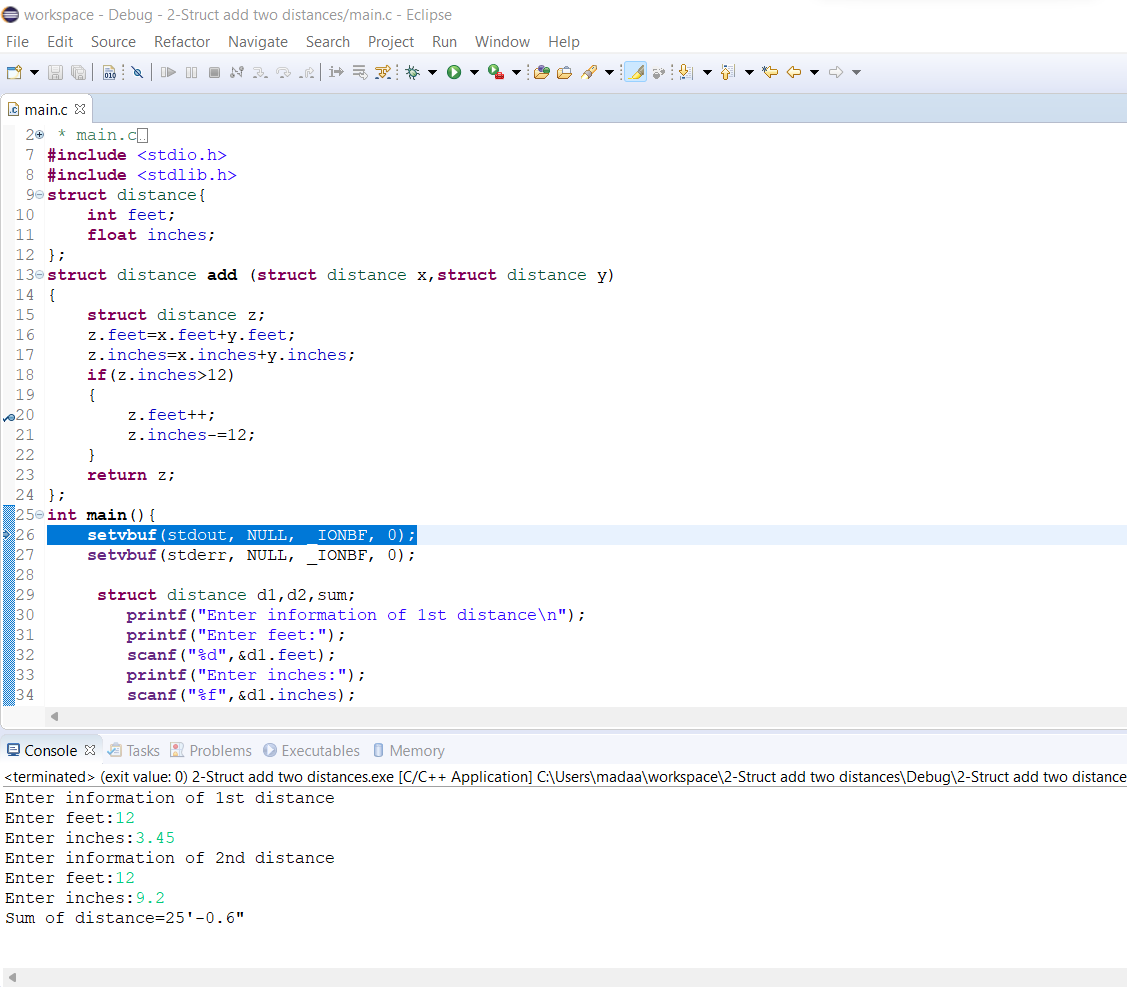 workspace - Debug - 2-Struct add two distances/main.c - Eclipse
File Edit Source Refactor Navigate Search Project Run Window Help
main.c
2 * main.c
7 #include <stdio.h>
8 #include <stdlib.h>
9 struct distance{
10 int feet;
11 float inches;
12 };
13 struct distance add (struct distance x,struct distance y)
14 {
15 struct distance z;
16 z.feet=x.feet+y.feet;
17 z.inches=x.inches+y.inches;
18 if(z.inches>12)
19 {
20 z.feet++;
21 z.inches-=12;
22 }
23 return z;
24 };
25 int main(){
26 setvbuf(stdout, NULL, _IONBF, 0);
27 setvbuf(stderr, NULL, _IONBF, 0);
28
29 struct distance d1,d2,sum;
30 printf("Enter information of 1st distance\n");
31 printf("Enter feet:");
32 scanf("%d",&d1.feet);
33 printf("Enter inches:");
34 scanf("%f",&d1.inches);
Console Tasks Problems Executables Memory
<terminated> (exit value: 0) 2-Struct add two distances.exe [C/C++ Application] C:\Users\madaa\workspace\2-Struct add two distances\Debug\2-Struct add two distance
Enter information of 1st distance
Enter feet:12
Enter inches:3.45
Enter information of 2nd distance
Enter feet:12
Enter inches:9.2
Sum of distance=25'-0.6"